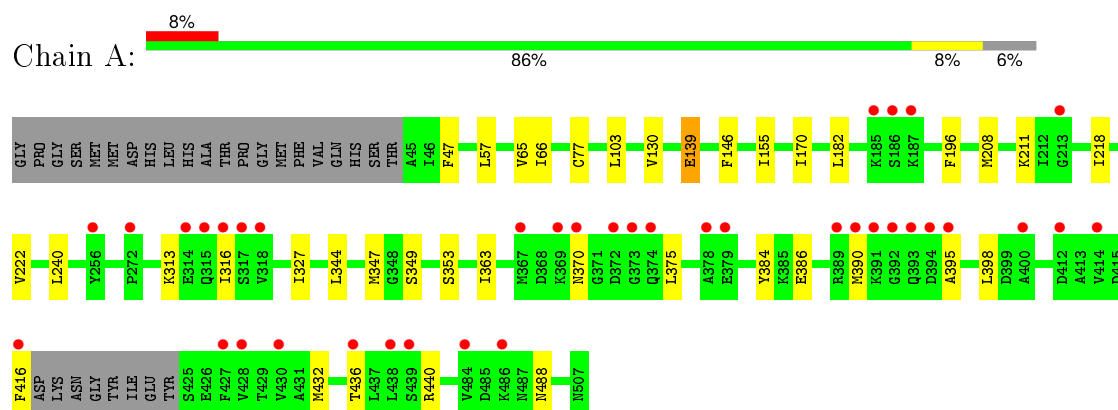 8%
Chain A:
86% 8% 6%
GLY PRO GLY SER MET MET ASP HIS LEU HIS ALA THR PRO GLY MET PHE VAL GLN HIS SER THR A45 I46 F47 L57 V65 I66 C77 L103 V130 E139 F146 I155 I170 L182 K185 S186 K187 F196 M208 K211 I212 G213 I218
V222 L240 Y256 P272 K313 E314 Q315 I316 S317 V318 I327 L344 M347 G348 S349 S353 I363 M367 D368 K369 N370 G371 D372 G373 Q374 L375 A378 E379 Y384 K385 E386 R389 M390 K391 G392 Q393 D394 A395 L398 D399 A400 D412 A413 V414 D415
F416 ASP LYS ASN GLY TYR ILE GLU TYR S425 E426 F427 V428 T429 V430 A431 M432 T436 L437 L438 S439 R440 V484 D485 K486 N487 N488 N507